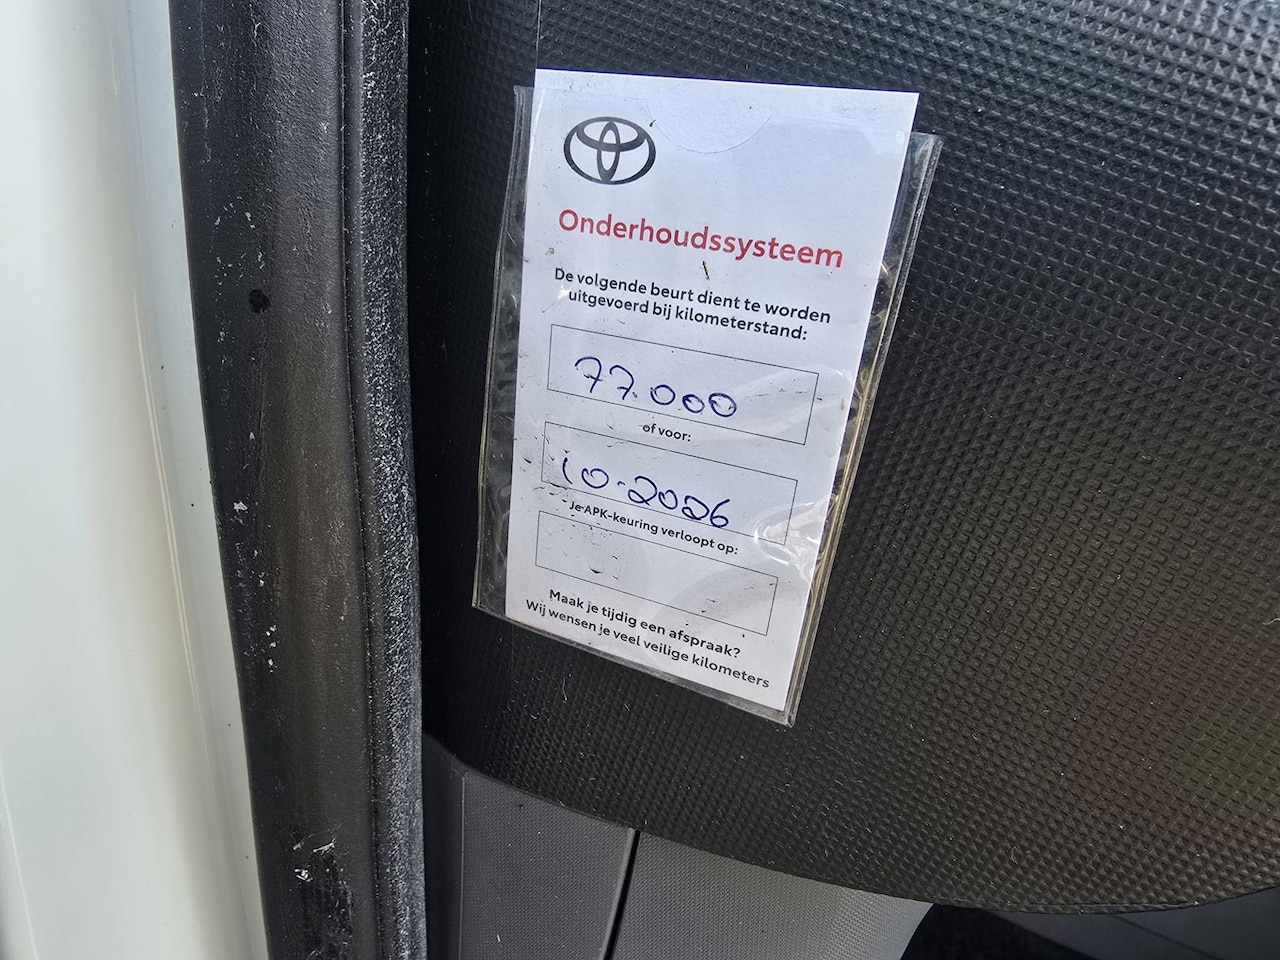 Onderhoudssysteem
De volgende beurt dient te worden
uitgevoerd bij kilometerstand:
77.000
of voor:
10-2026
Je APK-keuring verloopt op:
Maak je tijdig een afspraak?
Wij wensen je veel veilige kilometers